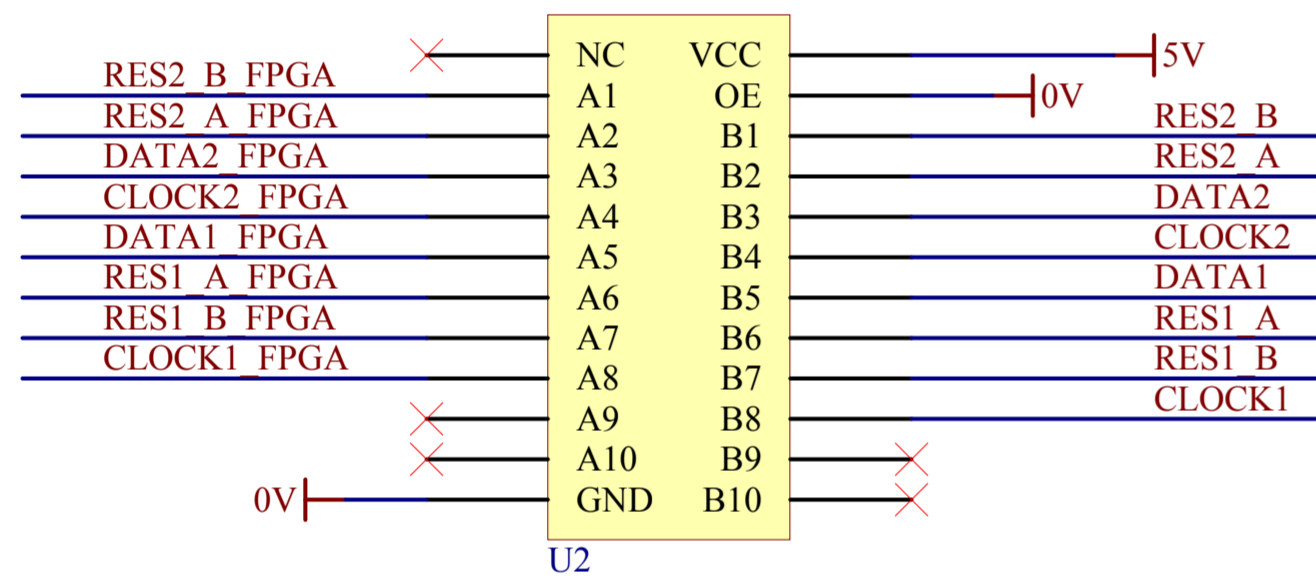 NC VCC 5V
RES2_B_FPGA A1 OE 0V
RES2_A_FPGA A2 B1 RES2_B
DATA2_FPGA A3 B2 RES2_A
CLOCK2_FPGA A4 B3 DATA2
DATA1_FPGA A5 B4 CLOCK2
RES1_A_FPGA A6 B5 DATA1
RES1_B_FPGA A7 B6 RES1_A
CLOCK1_FPGA A8 B7 RES1_B
A9 B8 CLOCK1
A10 B9
0V GND B10
U2